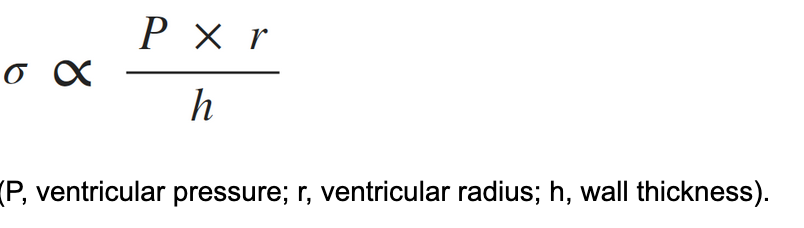 P × r
σ ∝
h
(P, ventricular pressure; r, ventricular radius; h, wall thickness).